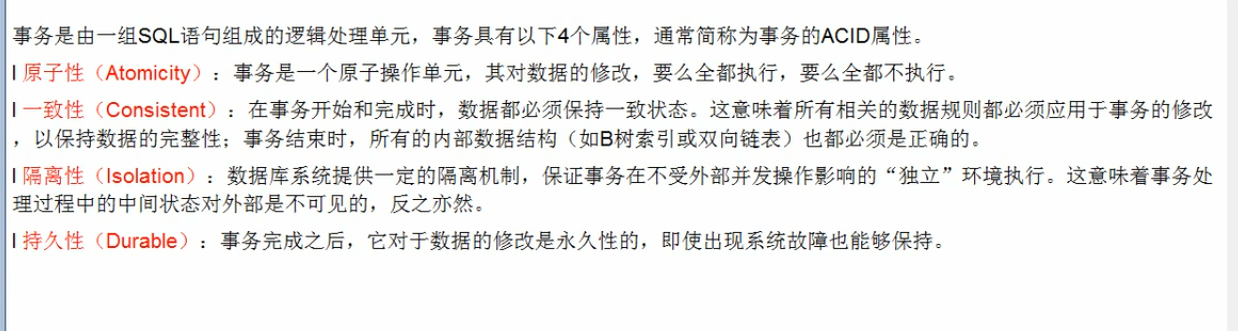 事务是由一组SQL语句组成的逻辑处理单元，事务具有以下4个属性，通常简称为事务的ACID属性。
l 原子性（Atomicity）：事务是一个原子操作单元，其对数据的修改，要么全都执行，要么全都不执行。
l 一致性（Consistent）：在事务开始和完成时，数据都必须保持一致状态。这意味着所有相关的数据规则都必须应用于事务的修改
，以保持数据的完整性；事务结束时，所有的内部数据结构（如B树索引或双向链表）也都必须是正确的。
l 隔离性（Isolation）：数据库系统提供一定的隔离机制，保证事务在不受外部并发操作影响的“独立”环境执行。这意味着事务处
理过程中的中间状态对外部是不可见的，反之亦然。
l 持久性（Durable）：事务完成之后，它对于数据的修改是永久性的，即使出现系统故障也能够保持。